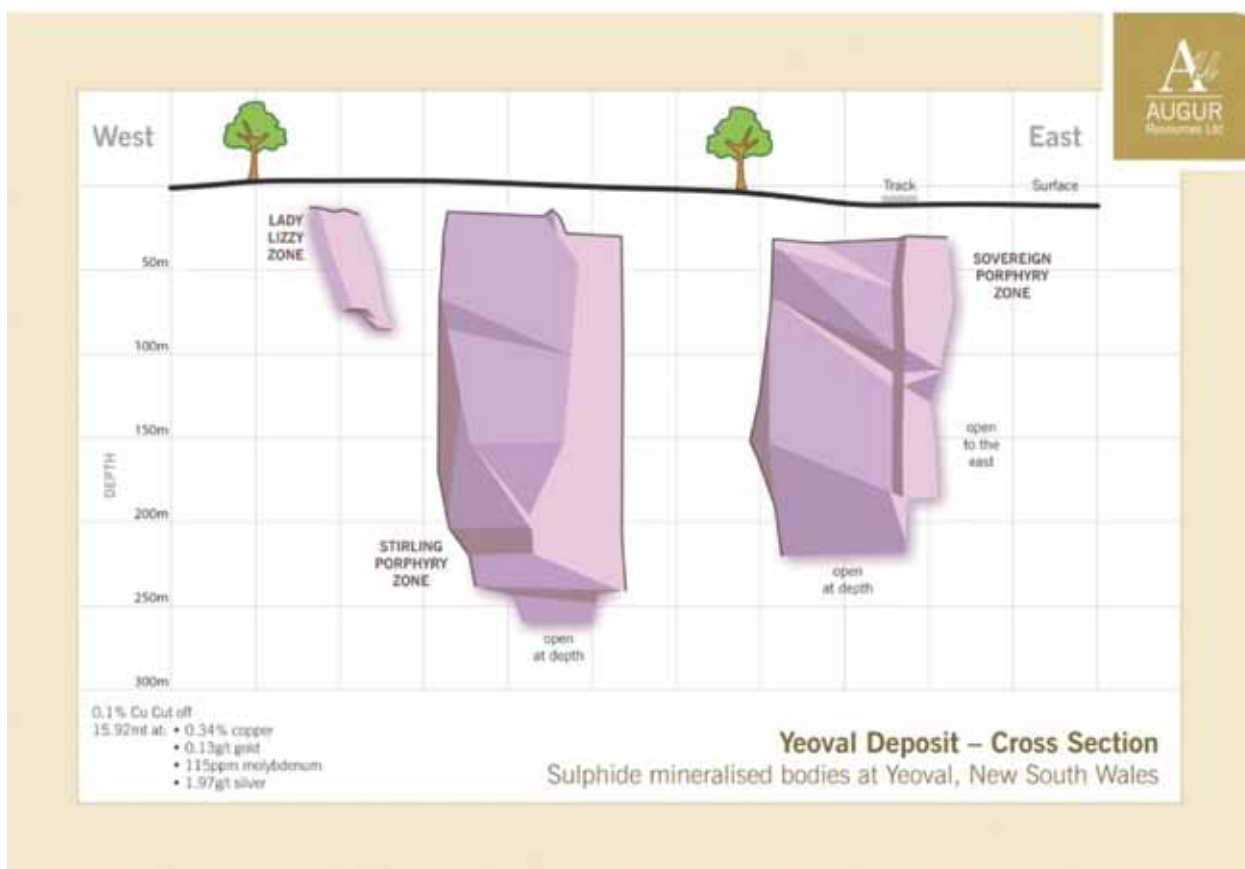 AUGUR
Resources Ltd
West
East
Track
Surface
LADY
LIZZY
ZONE
SOVEREIGN
PORPHYRY
ZONE
50m
100m
150m
200m
250m
300m
DEPTH
open
to the
east
STIRLING
PORPHYRY
ZONE
open
at depth
open
at depth
0.1% Cu Cut off
15.92mt at: • 0.34% copper
• 0.13g/t gold
• 115ppm molybdenum
• 1.97g/t silver
Yeoval Deposit – Cross Section
Sulphide mineralised bodies at Yeoval, New South Wales